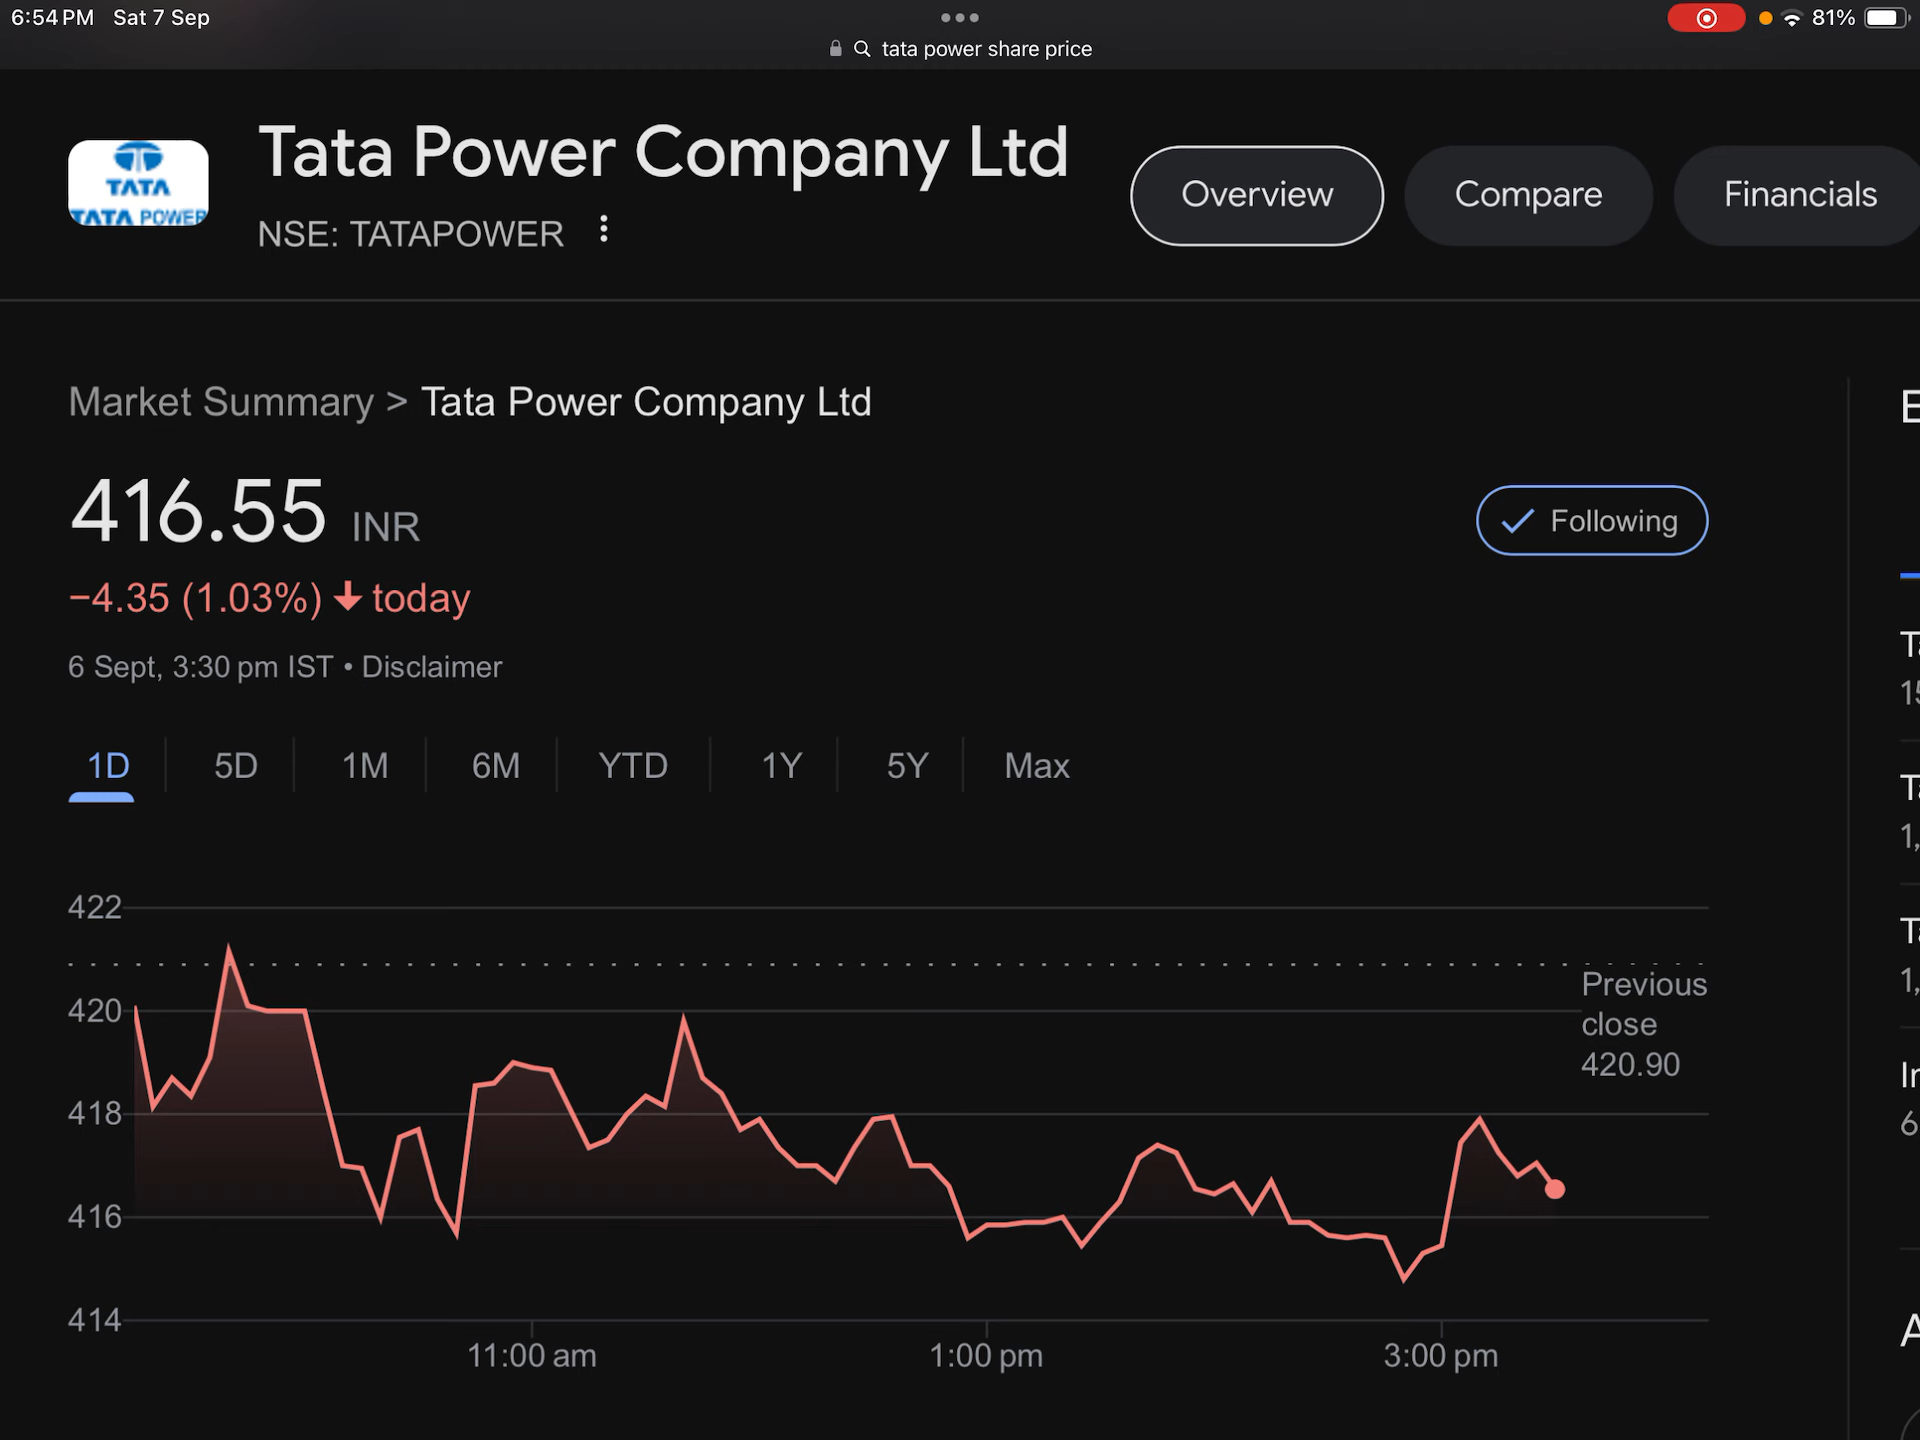 6:54 PM Sat 7 Sep
81%
tata power share price
TATA
TATA POWER
Tata Power Company Ltd
NSE: TATAPOWER
Overview
Compare
Financials
Market Summary > Tata Power Company Ltd
416.55 INR
Following
−4.35 (1.03%) today
6 Sept, 3:30 pm IST • Disclaimer
1D 5D 1M 6M YTD 1Y 5Y Max
422
420
418
416
414
Previous
close
420.90
11:00 am 1:00 pm 3:00 pm